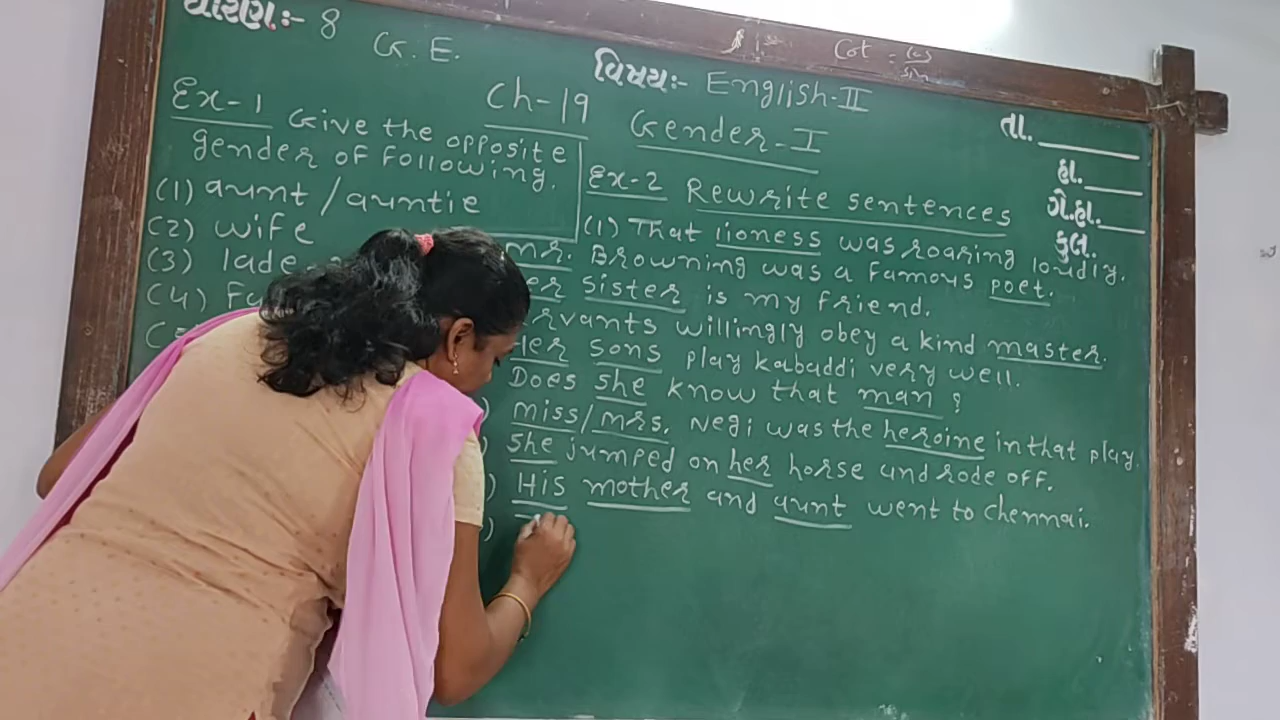 ધોરણ:- 8
G. E.
Cot = Cos
Sin
વિષય:- English-II
Ch-19
Gender-I
તા.
હા.
ગે.હા.
કુલ.
Ex-1 Give the opposite
gender of following.
(1) aunt / auntie
(2) wife
(3) lade
(4) Fa
Ex-2 Rewrite sentences
(1) That lioness was roaring loudly.
mr. Browning was a famous poet.
er sister is my friend.
rvants willingly obey a kind master.
Her sons play kabaddi very well.
Does she know that man ?
miss/mrs. Negi was the heroine in that play.
She jumped on her horse and rode off.
His mother and aunt went to Chennai.